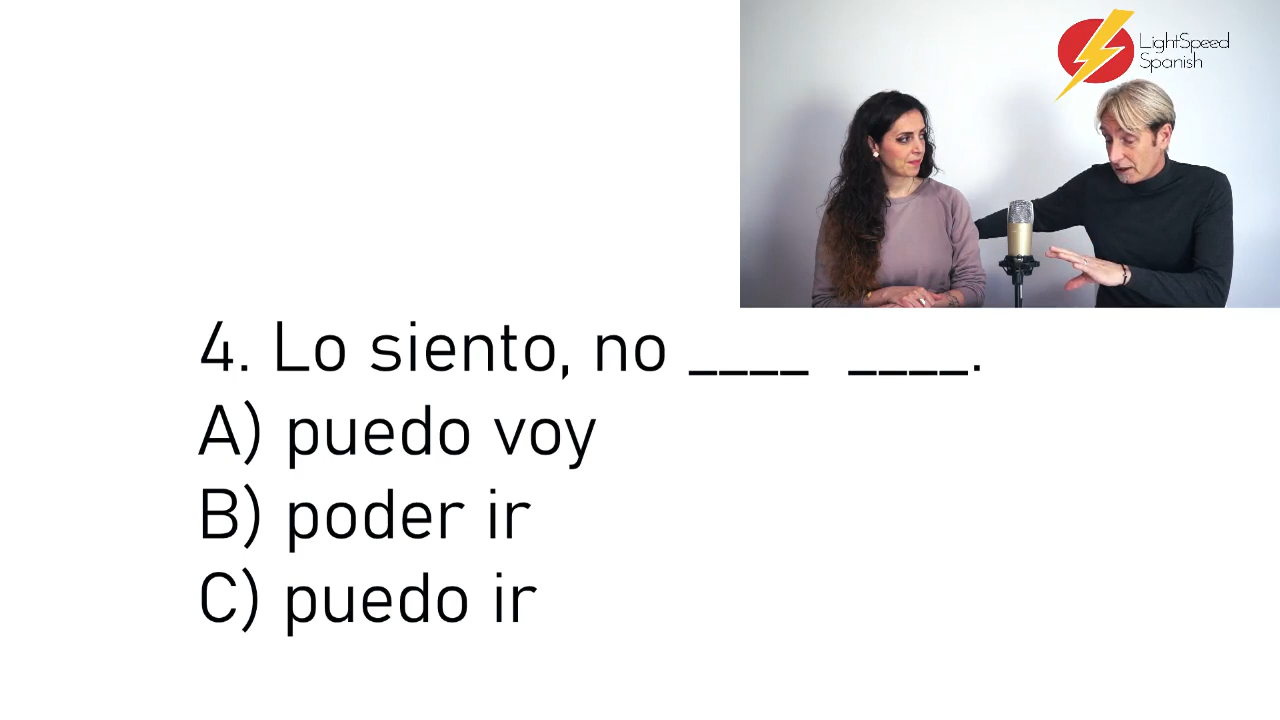 LightSpeed
Spanish
4. Lo siento, no ____ ____.
A) puedo voy
B) poder ir
C) puedo ir